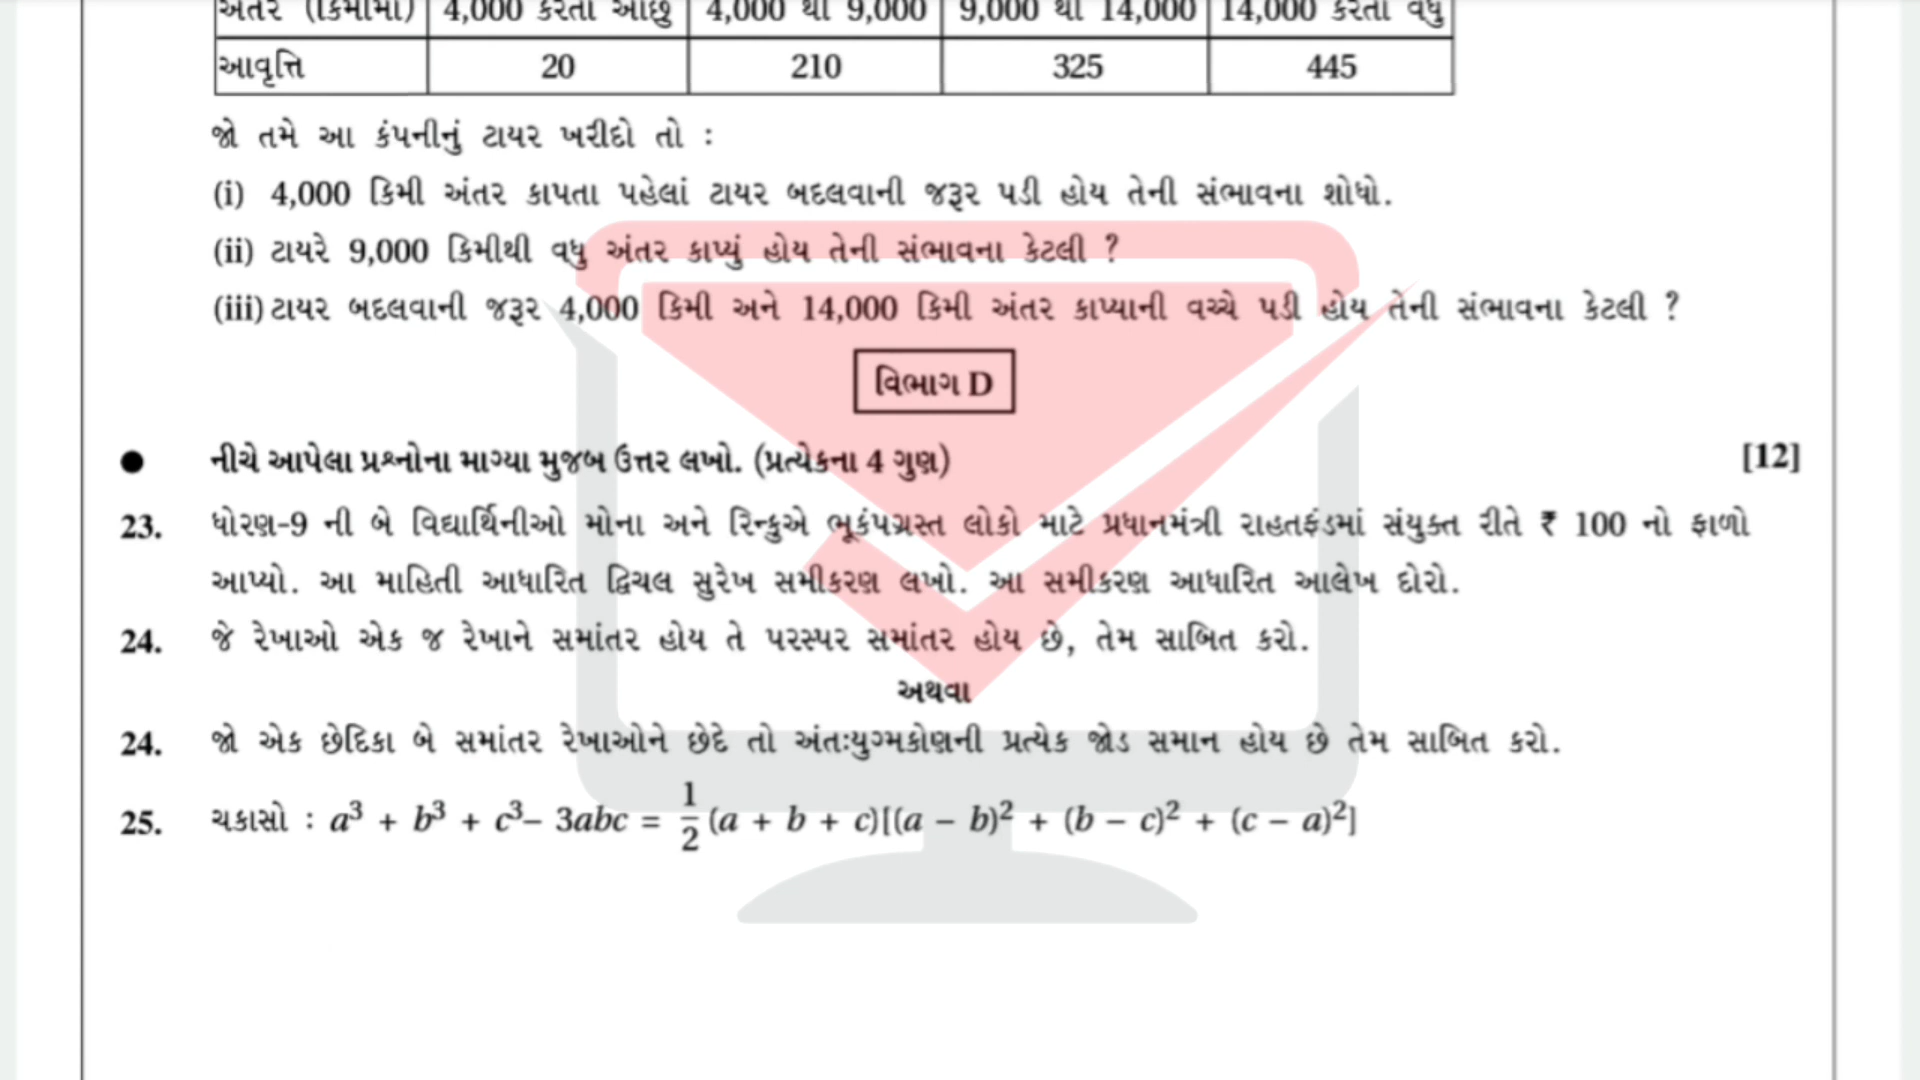 અંતર (કિમીમાં) 4,000 કરતાં ઓછું 4,000 થી 9,000 9,000 થી 14,000 14,000 કરતાં વધુ
આવૃત્તિ 20 210 325 445
જો તમે આ કંપનીનું ટાયર ખરીદો તો :
(i) 4,000 કિમી અંતર કાપતા પહેલાં ટાયર બદલવાની જરૂર પડી હોય તેની સંભાવના શોધો.
(ii) ટાયરે 9,000 કિમીથી વધુ અંતર કાપ્યું હોય તેની સંભાવના કેટલી ?
(iii) ટાયર બદલવાની જરૂર 4,000 કિમી અને 14,000 કિમી અંતર કાપ્યાની વચ્ચે પડી હોય તેની સંભાવના કેટલી ?
વિભાગ D
● નીચે આપેલા પ્રશ્નોના માગ્યા મુજબ ઉત્તર લખો. (પ્રત્યેકના 4 ગુણ) [12]
23. ધોરણ-9 ની બે વિદ્યાર્થિનીઓ મોના અને રિન્કુએ ભૂકંપગ્રસ્ત લોકો માટે પ્રધાનમંત્રી રાહતફંડમાં સંયુક્ત રીતે ₹ 100 નો ફાળો
આપ્યો. આ માહિતી આધારિત દ્વિચલ સુરેખ સમીકરણ લખો. આ સમીકરણ આધારિત આલેખ દોરો.
24. જે રેખાઓ એક જ રેખાને સમાંતર હોય તે પરસ્પર સમાંતર હોય છે, તેમ સાબિત કરો.
અથવા
24. જો એક છેદિકા બે સમાંતર રેખાઓને છેદે તો અંતઃયુગ્મકોણની પ્રત્યેક જોડ સમાન હોય છે તેમ સાબિત કરો.
25. ચકાસો : a³ + b³ + c³– 3abc = 1/2 (a + b + c)[(a – b)² + (b – c)² + (c – a)²]